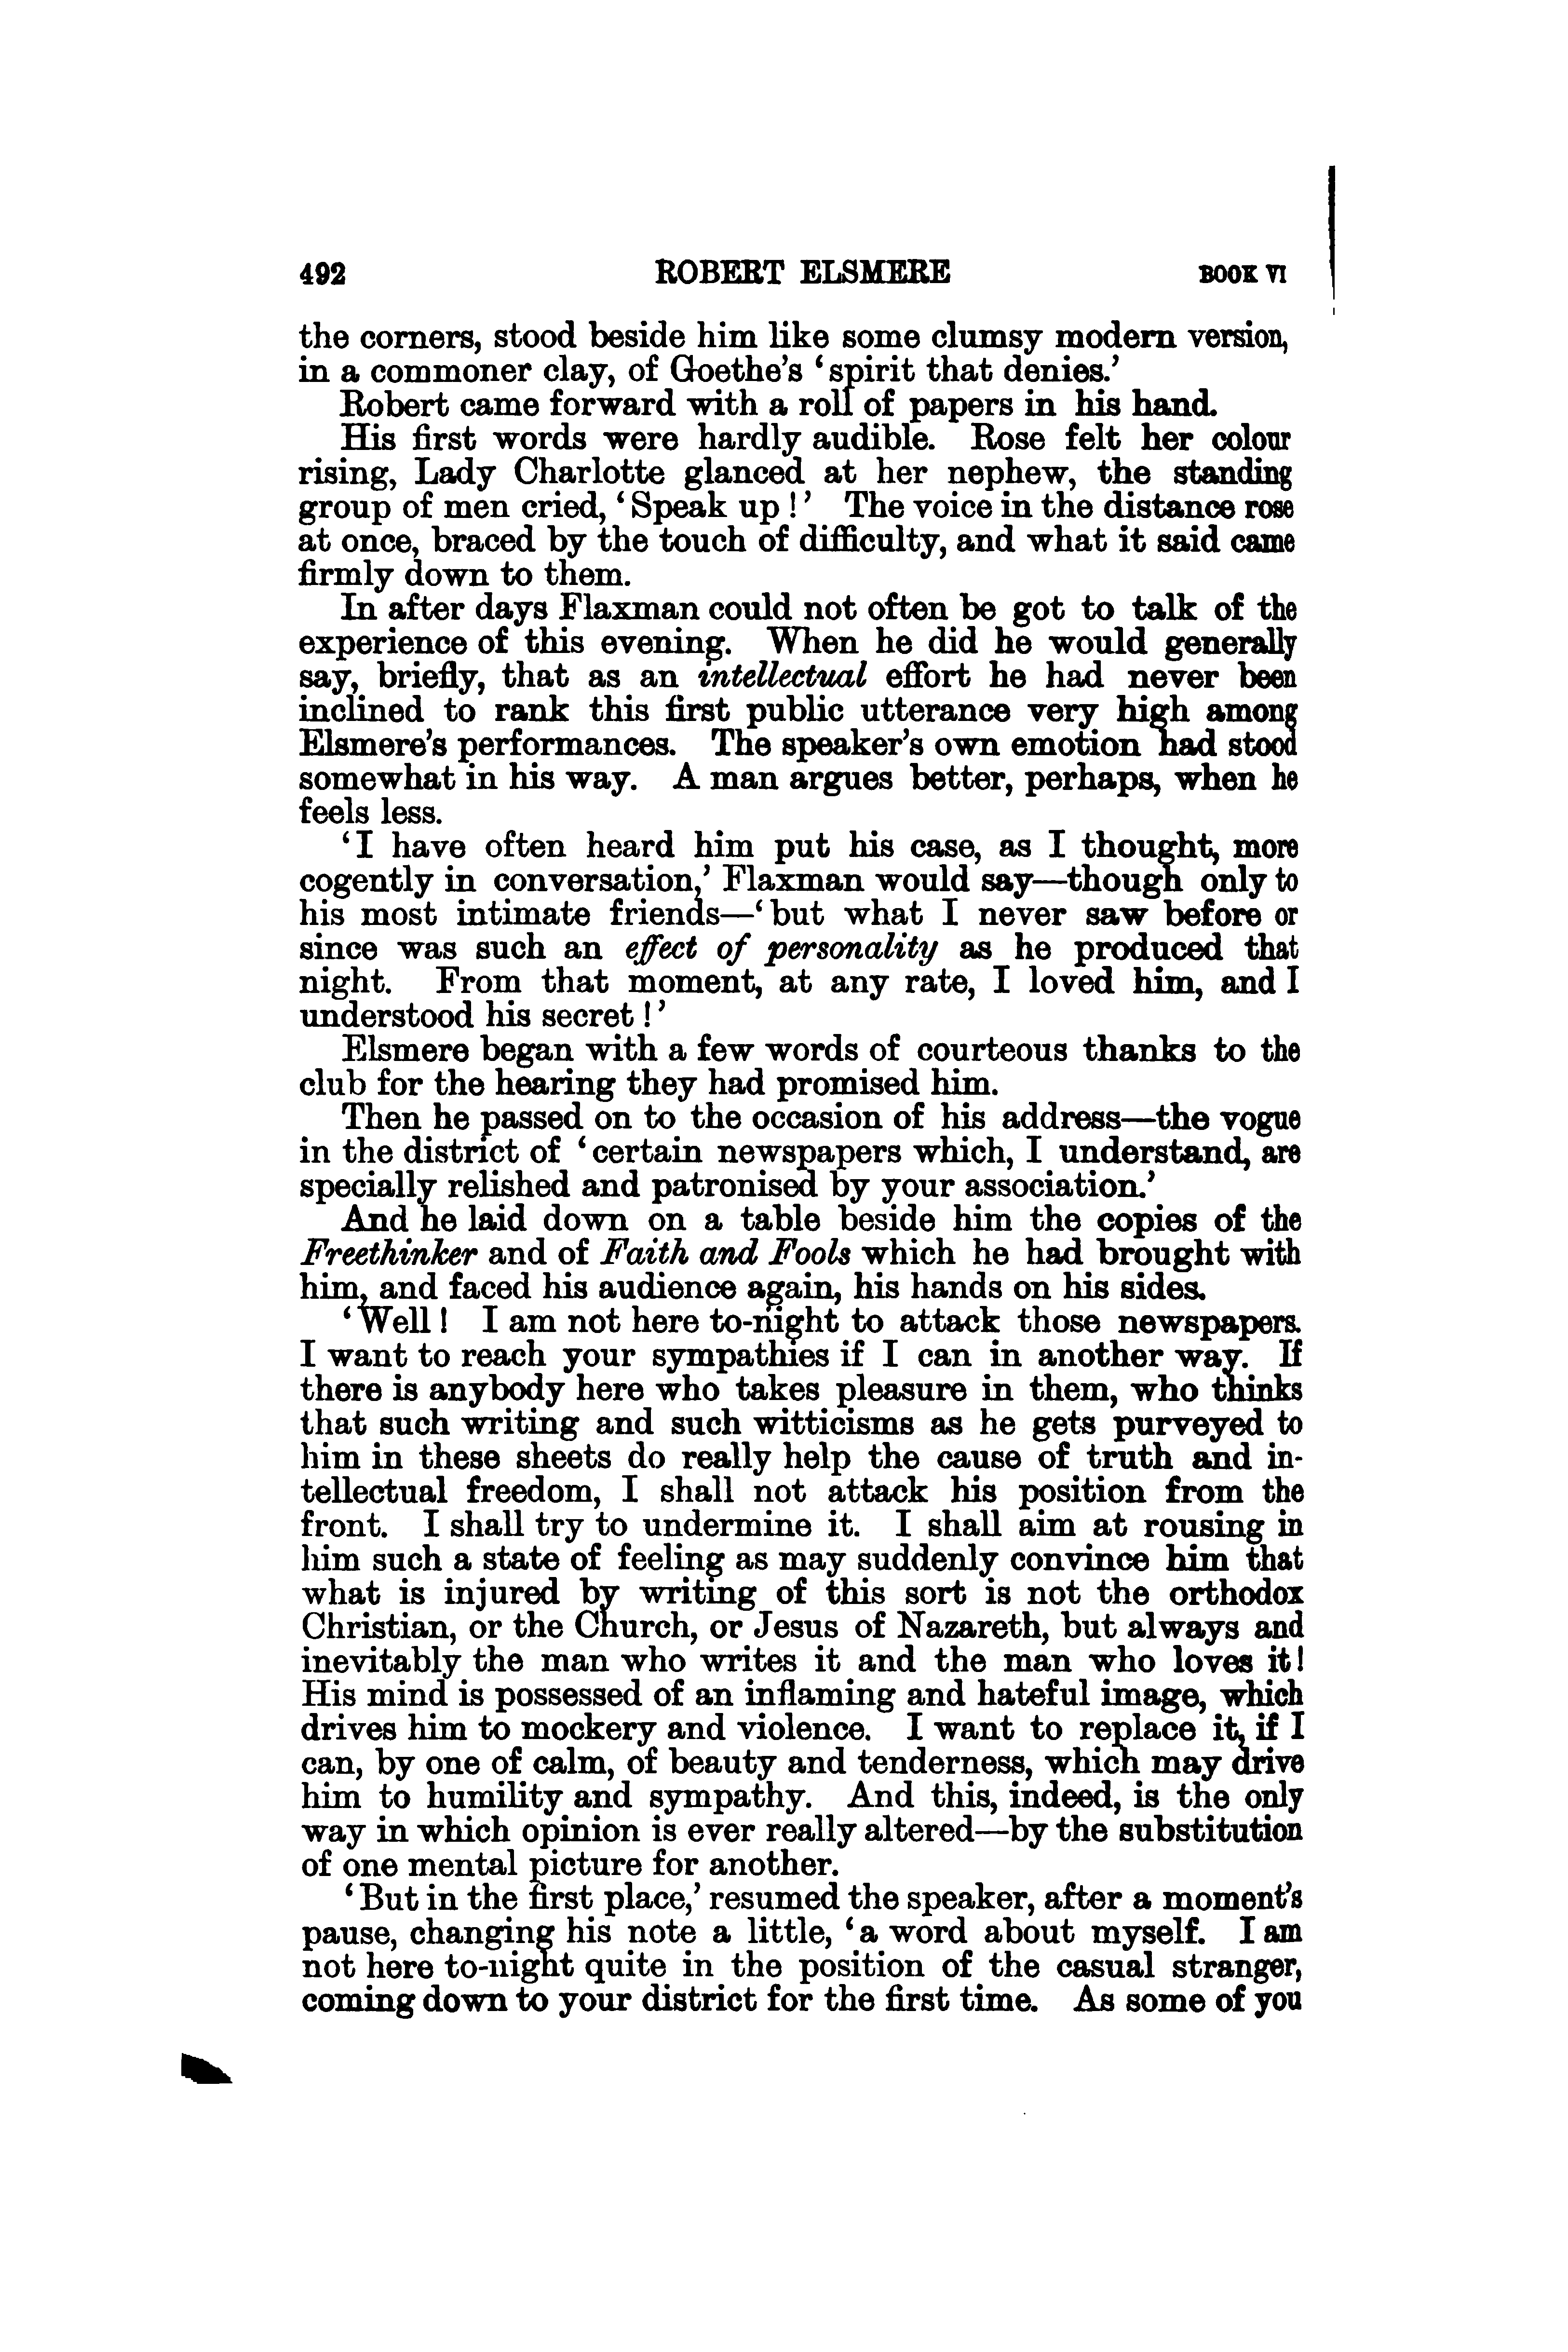 492 ROBERT ELSMERE BOOK VI
the corners, stood beside him like some clumsy modern version,
in a commoner clay, of Goethe's ‘spirit that denies.’
Robert came forward with a roll of papers in his hand.
His first words were hardly audible. Rose felt her colour
rising, Lady Charlotte glanced at her nephew, the standing
group of men cried, ‘Speak up!’ The voice in the distance rose
at once, braced by the touch of difficulty, and what it said came
firmly down to them.
In after days Flaxman could not often be got to talk of the
experience of this evening. When he did he would generally
say, briefly, that as an intellectual effort he had never been
inclined to rank this first public utterance very high among
Elsmere's performances. The speaker's own emotion had stood
somewhat in his way. A man argues better, perhaps, when he
feels less.
‘I have often heard him put his case, as I thought, more
cogently in conversation,’ Flaxman would say—though only to
his most intimate friends—‘but what I never saw before or
since was such an effect of personality as he produced that
night. From that moment, at any rate, I loved him, and I
understood his secret!’
Elsmere began with a few words of courteous thanks to the
club for the hearing they had promised him.
Then he passed on to the occasion of his address—the vogue
in the district of ‘certain newspapers which, I understand, are
specially relished and patronised by your association.’
And he laid down on a table beside him the copies of the
Freethinker and of Faith and Fools which he had brought with
him, and faced his audience again, his hands on his sides.
‘Well! I am not here to-night to attack those newspapers.
I want to reach your sympathies if I can in another way. If
there is anybody here who takes pleasure in them, who thinks
that such writing and such witticisms as he gets purveyed to
him in these sheets do really help the cause of truth and in-
tellectual freedom, I shall not attack his position from the
front. I shall try to undermine it. I shall aim at rousing in
him such a state of feeling as may suddenly convince him that
what is injured by writing of this sort is not the orthodox
Christian, or the Church, or Jesus of Nazareth, but always and
inevitably the man who writes it and the man who loves it!
His mind is possessed of an inflaming and hateful image, which
drives him to mockery and violence. I want to replace it, if I
can, by one of calm, of beauty and tenderness, which may drive
him to humility and sympathy. And this, indeed, is the only
way in which opinion is ever really altered—by the substitution
of one mental picture for another.
‘But in the first place,’ resumed the speaker, after a moment's
pause, changing his note a little, ‘a word about myself. I am
not here to-night quite in the position of the casual stranger,
coming down to your district for the first time. As some of you